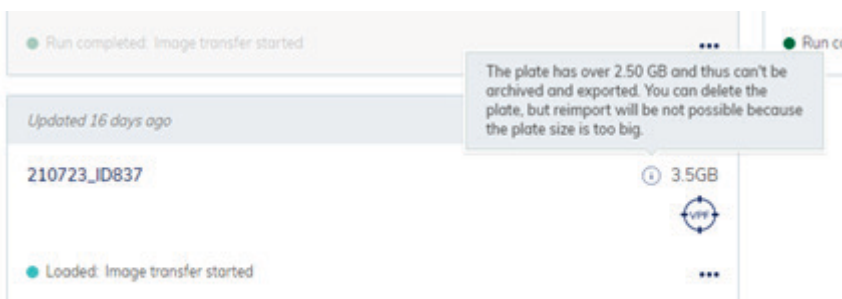 Run completed: Image transfer started
•••
Run c
The plate has over 2.50 GB and thus can't be
archived and exported. You can delete the
plate, but reimport will be not possible because
the plate size is too big.
Updated 16 days ago
210723_ID837
i 3.5GB
VPF
Loaded: Image transfer started
•••